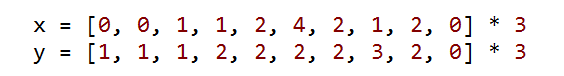 x = [0, 0, 1, 1, 2, 4, 2, 1, 2, 0] * 3
y = [1, 1, 1, 2, 2, 2, 2, 3, 2, 0] * 3